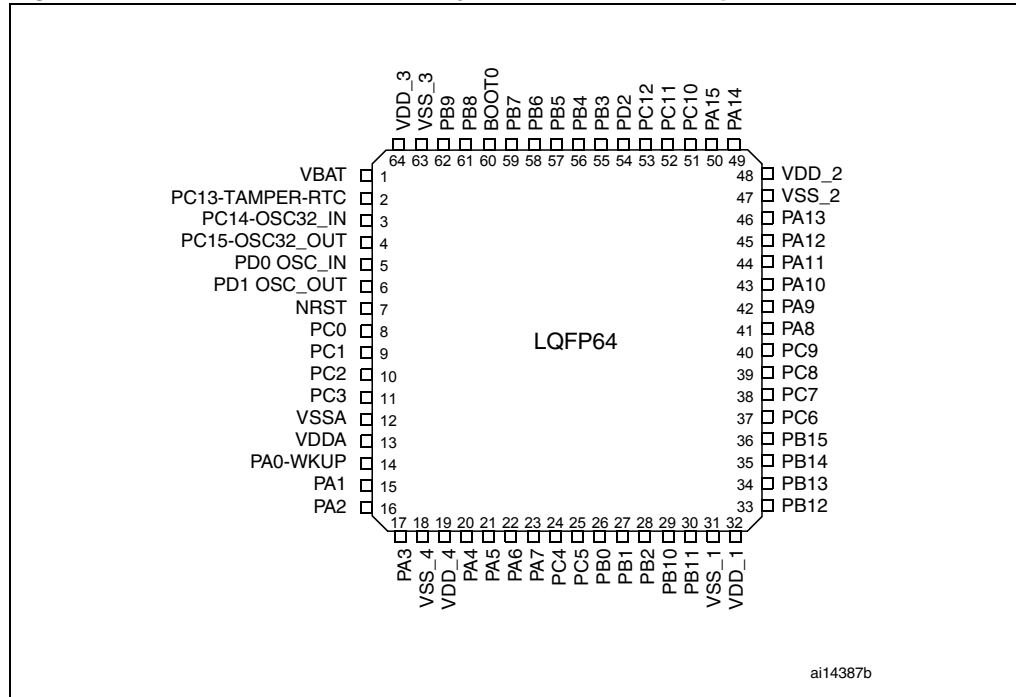 VDD_3
VSS_3
PB9
PB8
BOOT0
PB7
PB6
PB5
PB4
PB3
PD2
PC12
PC11
PC10
PA15
PA14
64 63 62 61 60 59 58 57 56 55 54 53 52 51 50 49
VBAT 1
PC13-TAMPER-RTC 2
PC14-OSC32_IN 3
PC15-OSC32_OUT 4
PD0 OSC_IN 5
PD1 OSC_OUT 6
NRST 7
PC0 8
PC1 9
PC2 10
PC3 11
VSSA 12
VDDA 13
PA0-WKUP 14
PA1 15
PA2 16
LQFP64
48 VDD_2
47 VSS_2
46 PA13
45 PA12
44 PA11
43 PA10
42 PA9
41 PA8
40 PC9
39 PC8
38 PC7
37 PC6
36 PB15
35 PB14
34 PB13
33 PB12
17 18 19 20 21 22 23 24 25 26 27 28 29 30 31 32
PA3
VSS_4
VDD_4
PA4
PA5
PA6
PA7
PC4
PC5
PB0
PB1
PB2
PB10
PB11
VSS_1
VDD_1
ai14387b